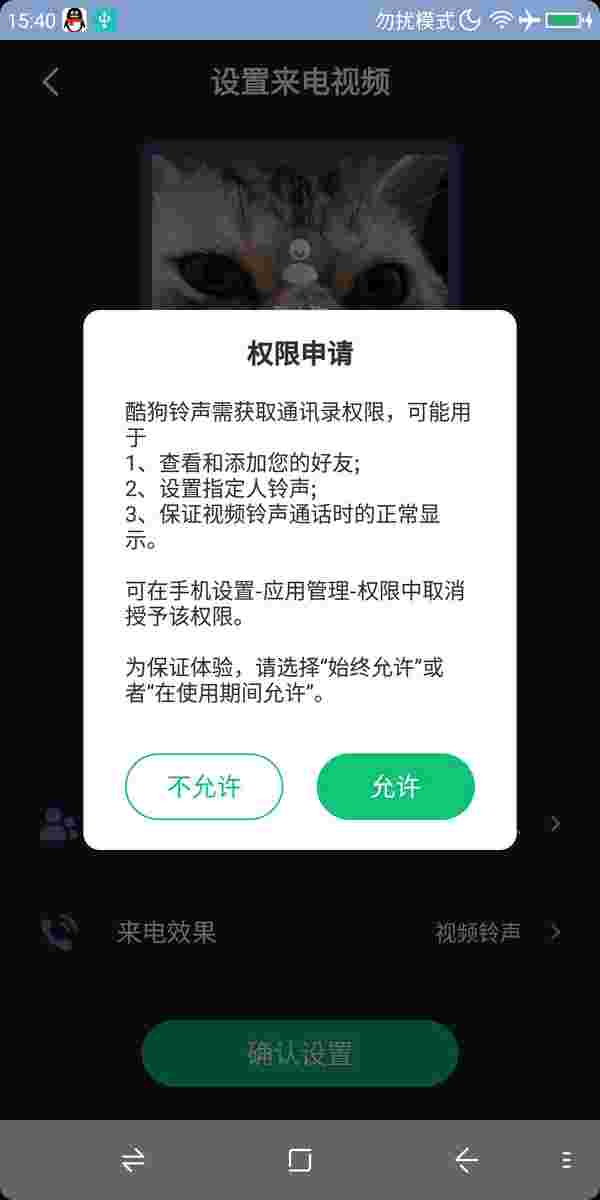 15:40
勿扰模式
设置来电视频
权限申请
酷狗铃声需获取通讯录权限，可能用
于
1、查看和添加您的好友;
2、设置指定人铃声;
3、保证视频铃声通话时的正常显
示。
可在手机设置-应用管理-权限中取消
授予该权限。
为保证体验，请选择“始终允许”或
者“在使用期间允许”。
不允许
允许
来电效果
视频铃声
确认设置